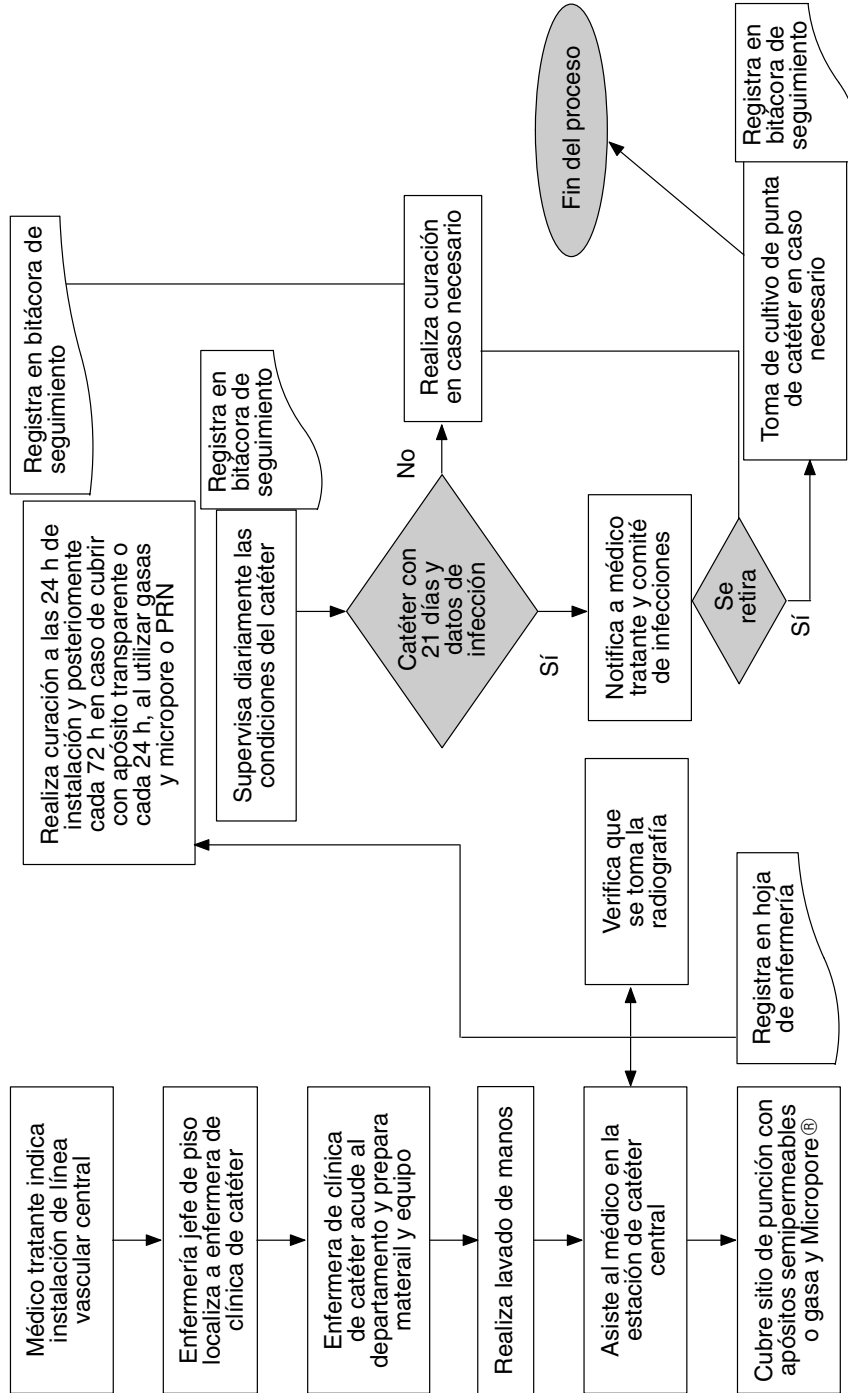 Médico tratante indica
instalación de línea
vascular central
Enfermería jefe de piso
localiza a enfermera de
clínica de catéter
Enfermera de clínica
de catéter acude al
departamento y prepara
materail y equipo
Realiza lavado de manos
Asiste al médico en la
estación de catéter
central
Verifica que
se toma la
radiografía
Cubre sitio de punción con
apósitos semipermeables
o gasa y Micropore®
Registra en hoja
de enfermería
Realiza curación a las 24 h de
instalación y posteriormente
cada 72 h en caso de cubrir
con apósito transparente o
cada 24 h, al utilizar gasas
y micropore o PRN
Registra en bitácora de
seguimiento
Supervisa diariamente las
condiciones del catéter
Registra en
bitácora de
seguimiento
Catéter con
21 días y
datos de
infección
No
Realiza curación
en caso necesario
Sí
Notifica a médico
tratante y comité
de infecciones
Se
retira
Sí
Toma de cultivo de punta
de catéter en caso
necesario
Registra en
bitácora de
seguimiento
Fin del proceso